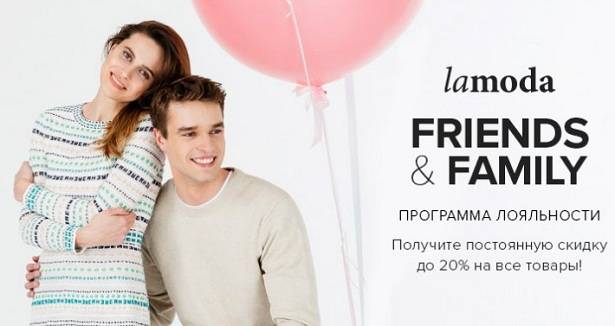 lamoda
FRIENDS
& FAMILY
ПРОГРАММА ЛОЯЛЬНОСТИ
Получите постоянную скидку
до 20% на все товары!